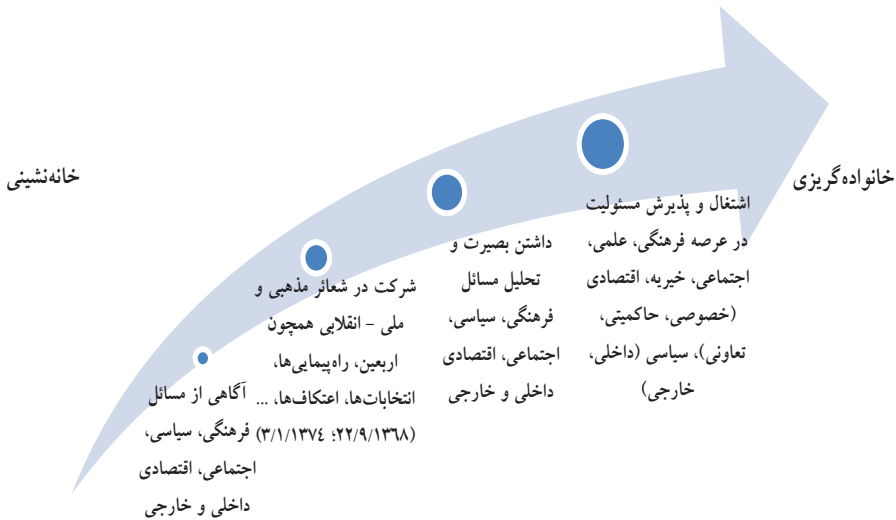 خانه‌نشینی
خانواده‌گریزی
اشتغال و پذیرش مسئولیت
در عرصه فرهنگی، علمی،
اجتماعی، خیریه، اقتصادی
(خصوصی، حاکمیتی،
تعاونی)، سیاسی (داخلی،
خارجی)
داشتن بصیرت و
تحلیل مسائل
فرهنگی، سیاسی،
اجتماعی، اقتصادی
داخلی و خارجی
شرکت در شعائر مذهبی و
ملی - انقلابی همچون
اربعین، راه‌پیمایی‌ها،
انتخابات‌ها، اعتکاف‌ها، ...
(۲۲/۹/۱۳۶۸؛ ۳/۱/۱۳۷۴)
آگاهی از مسائل
فرهنگی، سیاسی،
اجتماعی، اقتصادی
داخلی و خارجی